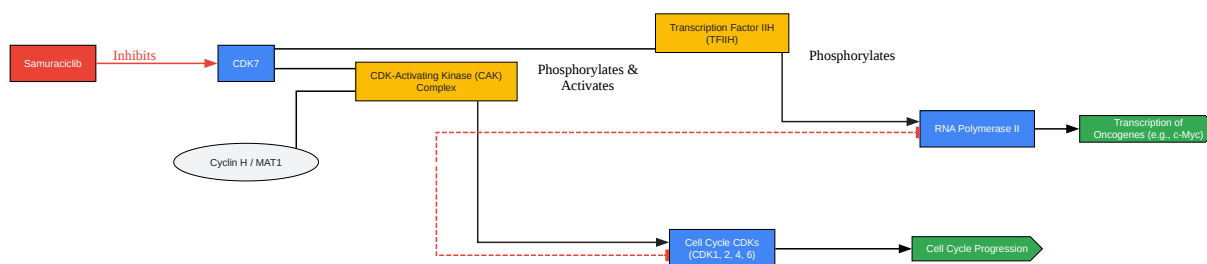 Samuraciclib
Inhibits
CDK7
Transcription Factor IIH
(TFIIH)
CDK-Activating Kinase (CAK)
Complex
Phosphorylates &
Activates
Phosphorylates
Cyclin H / MAT1
RNA Polymerase II
Transcription of
Oncogenes (e.g., c-Myc)
Cell Cycle CDKs
(CDK1, 2, 4, 6)
Cell Cycle Progression